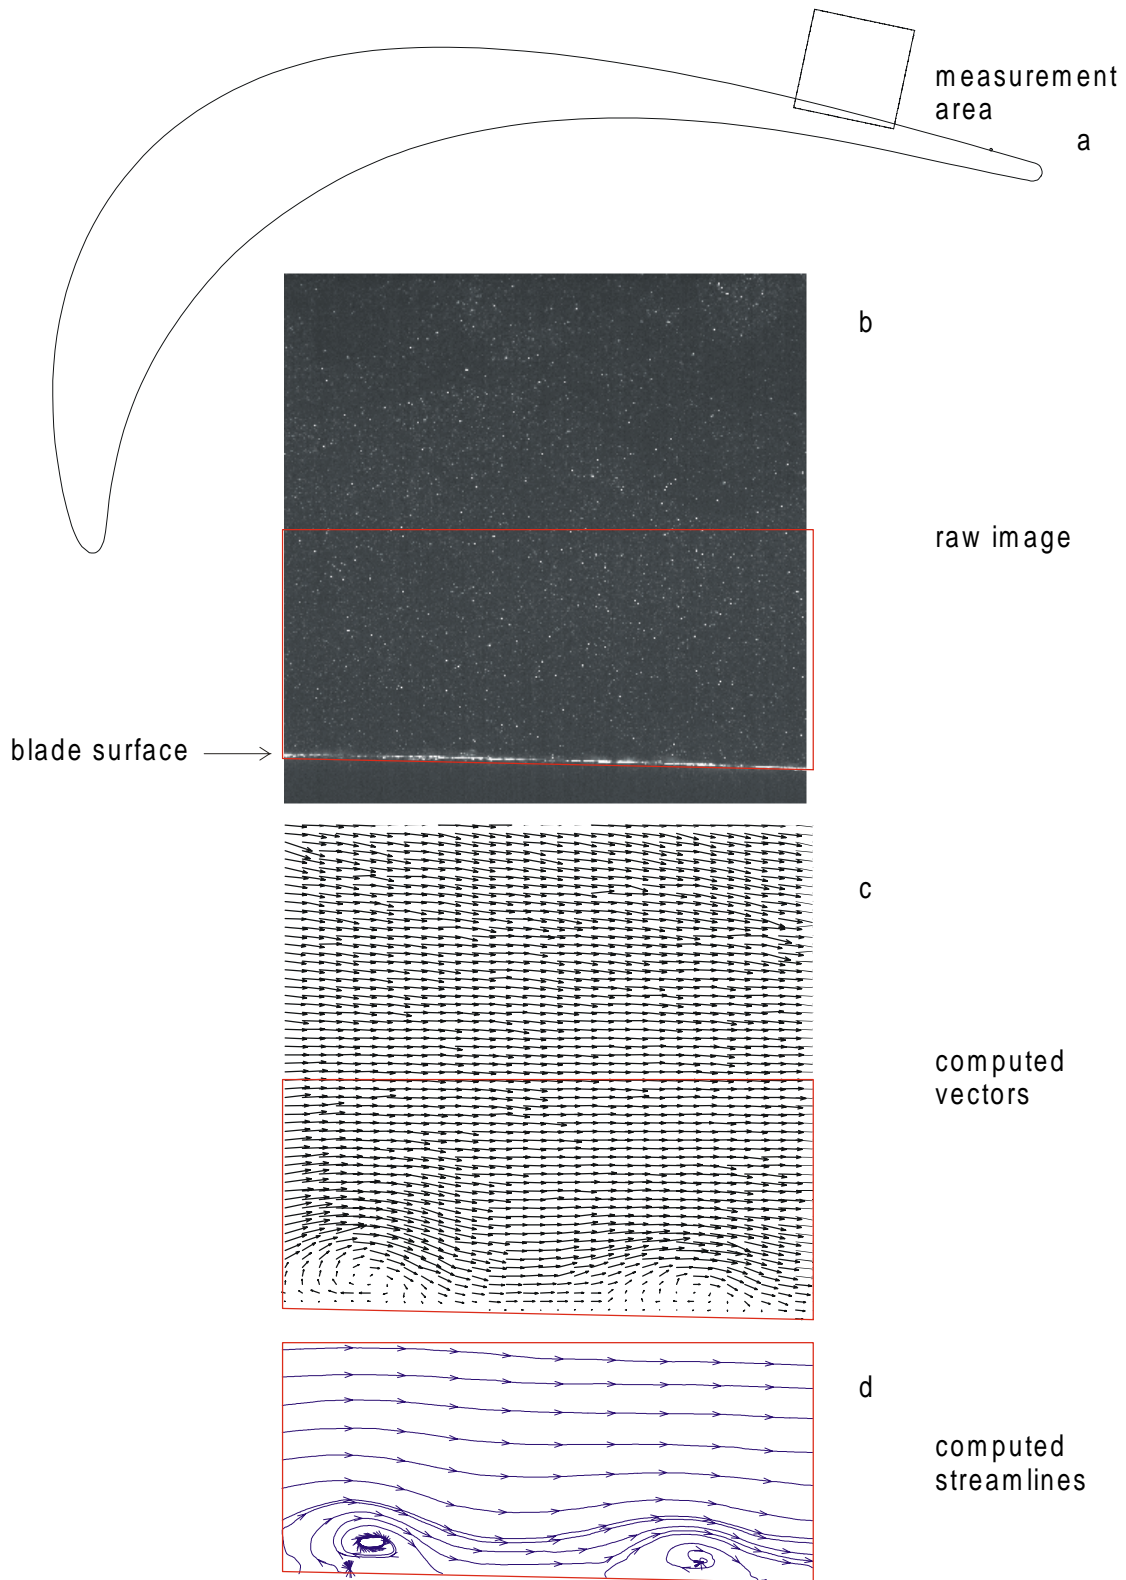 measurement
area
a
b
raw image
blade surface
c
computed
vectors
d
computed
streamlines